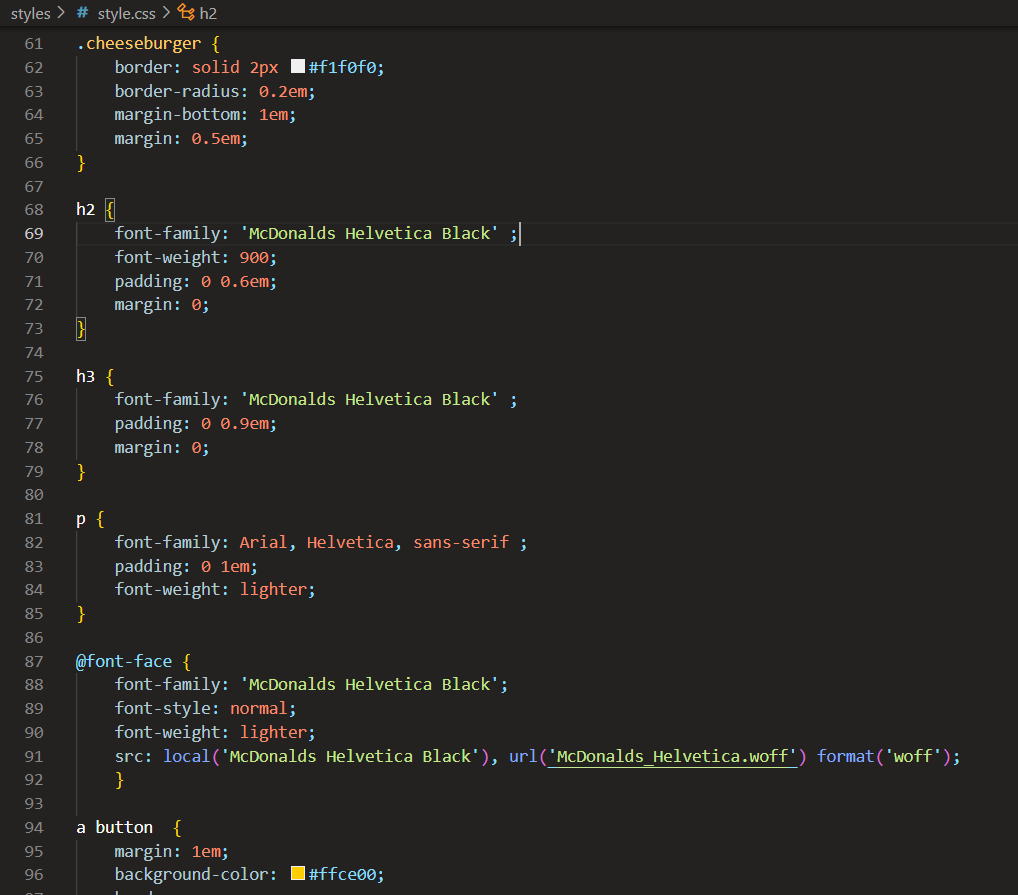 styles > # style.css > h2
61 .cheeseburger {
62 border: solid 2px #f1f0f0;
63 border-radius: 0.2em;
64 margin-bottom: 1em;
65 margin: 0.5em;
66 }
67
68 h2 {
69 font-family: 'McDonalds Helvetica Black' ;
70 font-weight: 900;
71 padding: 0 0.6em;
72 margin: 0;
73 }
74
75 h3 {
76 font-family: 'McDonalds Helvetica Black' ;
77 padding: 0 0.9em;
78 margin: 0;
79 }
80
81 p {
82 font-family: Arial, Helvetica, sans-serif ;
83 padding: 0 1em;
84 font-weight: lighter;
85 }
86
87 @font-face {
88 font-family: 'McDonalds Helvetica Black';
89 font-style: normal;
90 font-weight: lighter;
91 src: local('McDonalds Helvetica Black'), url('McDonalds_Helvetica.woff') format('woff');
92 }
93
94 a button  {
95 margin: 1em;
96 background-color: #ffce00;